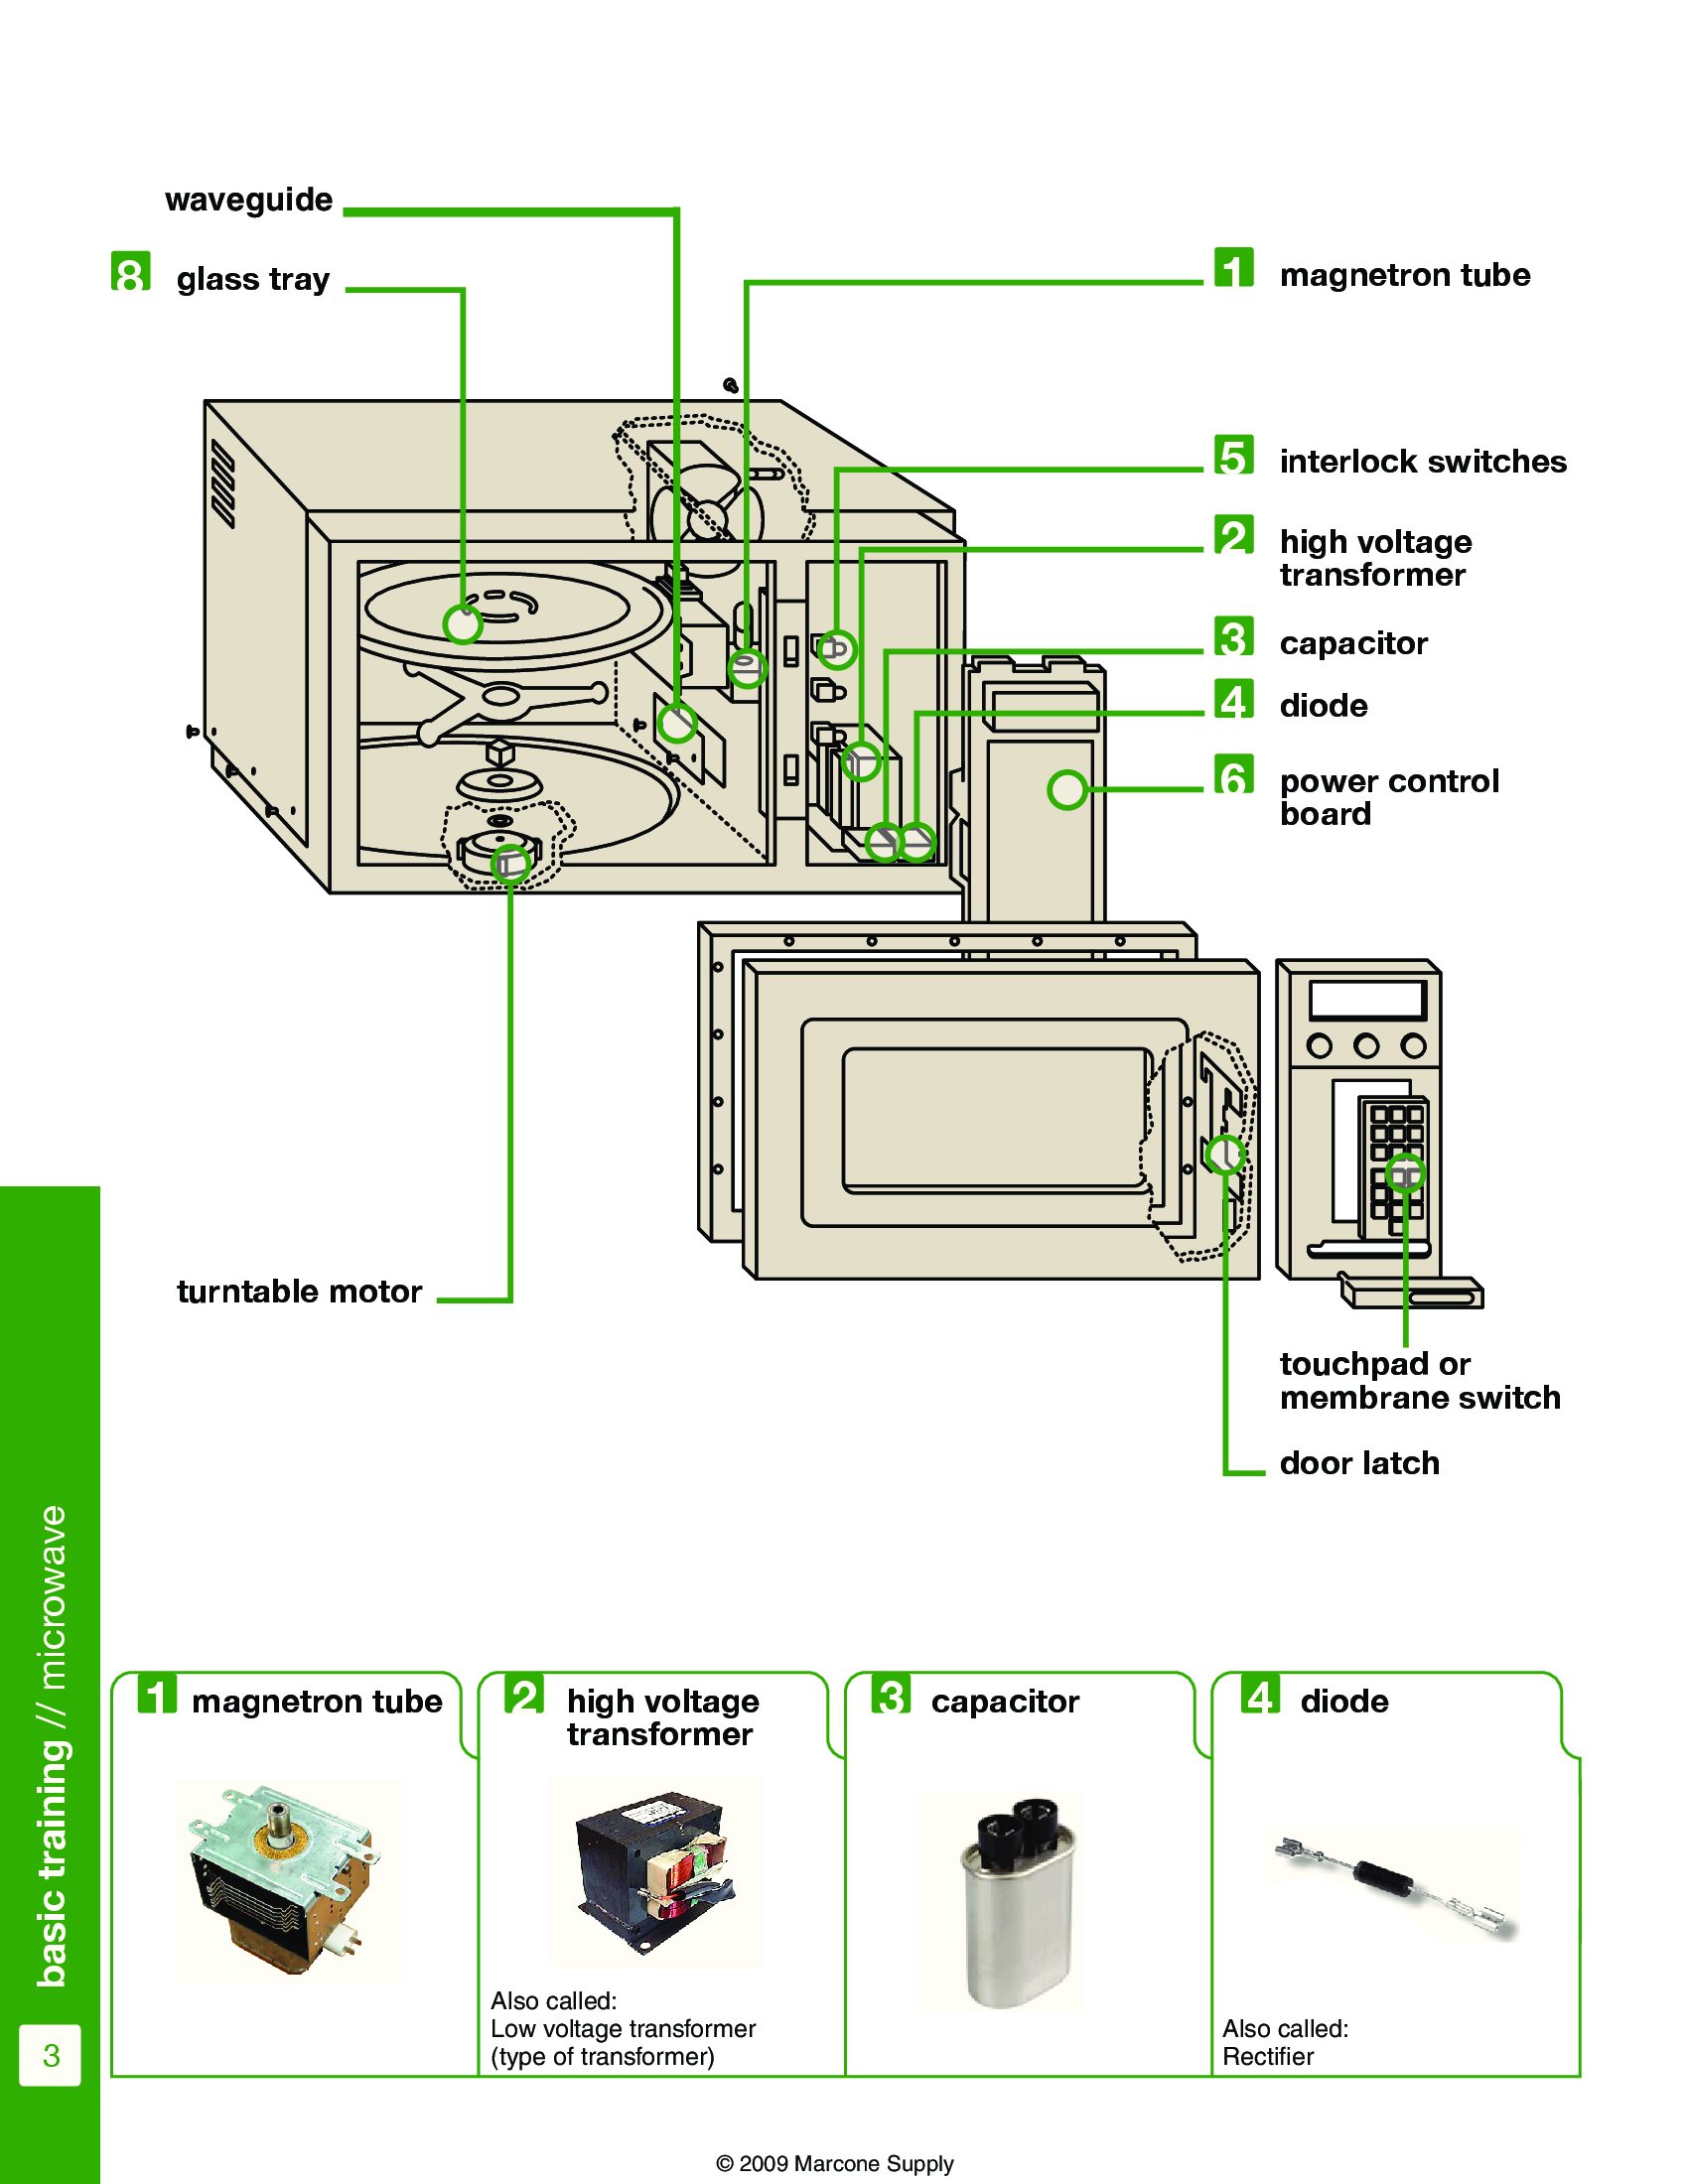 waveguide
8 glass tray
1 magnetron tube
5 interlock switches
2 high voltage
transformer
3 capacitor
4 diode
6 power control
board
turntable motor
touchpad or
membrane switch
door latch
basic training // microwave
3
1 magnetron tube
2 high voltage
transformer
Also called:
Low voltage transformer
(type of transformer)
3 capacitor
4 diode
Also called:
Rectifier
© 2009 Marcone Supply